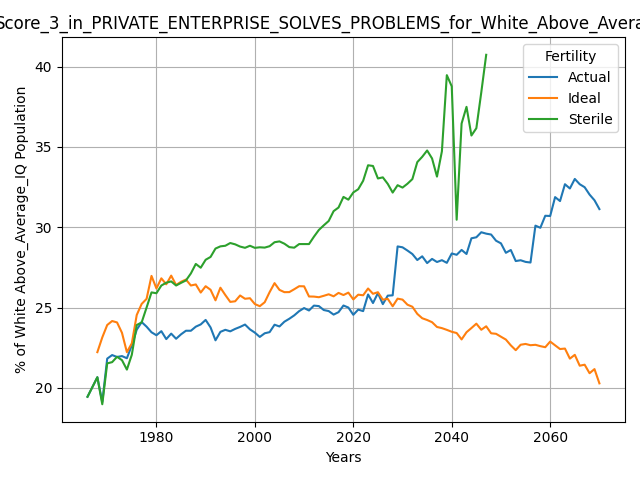 Score_3_in_PRIVATE_ENTERPRISE_SOLVES_PROBLEMS_for_White_Above_Avera
% of White Above_Average_IQ Population
40
35
30
25
20
Fertility
Actual
Ideal
Sterile
1980
2000
2020
2040
2060
Years